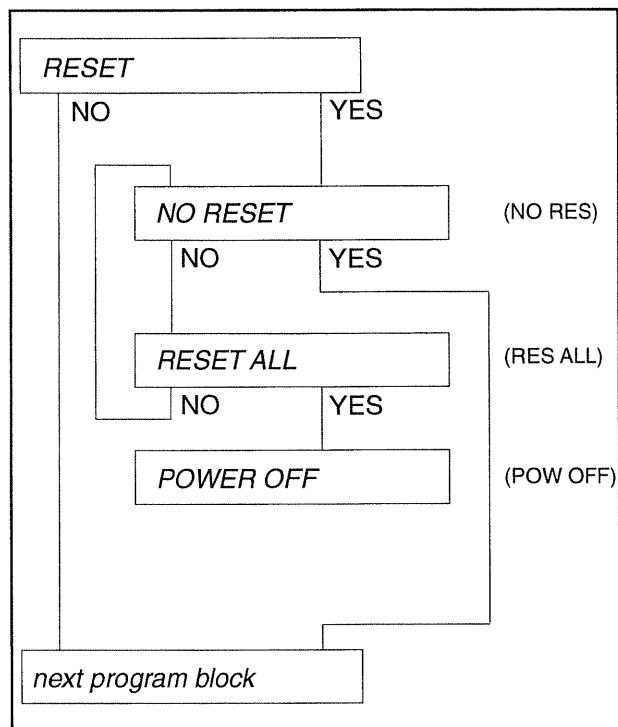 RESET
NO YES
NO RESET (NO RES)
NO YES
RESET ALL (RES ALL)
NO YES
POWER OFF (POW OFF)
next program block